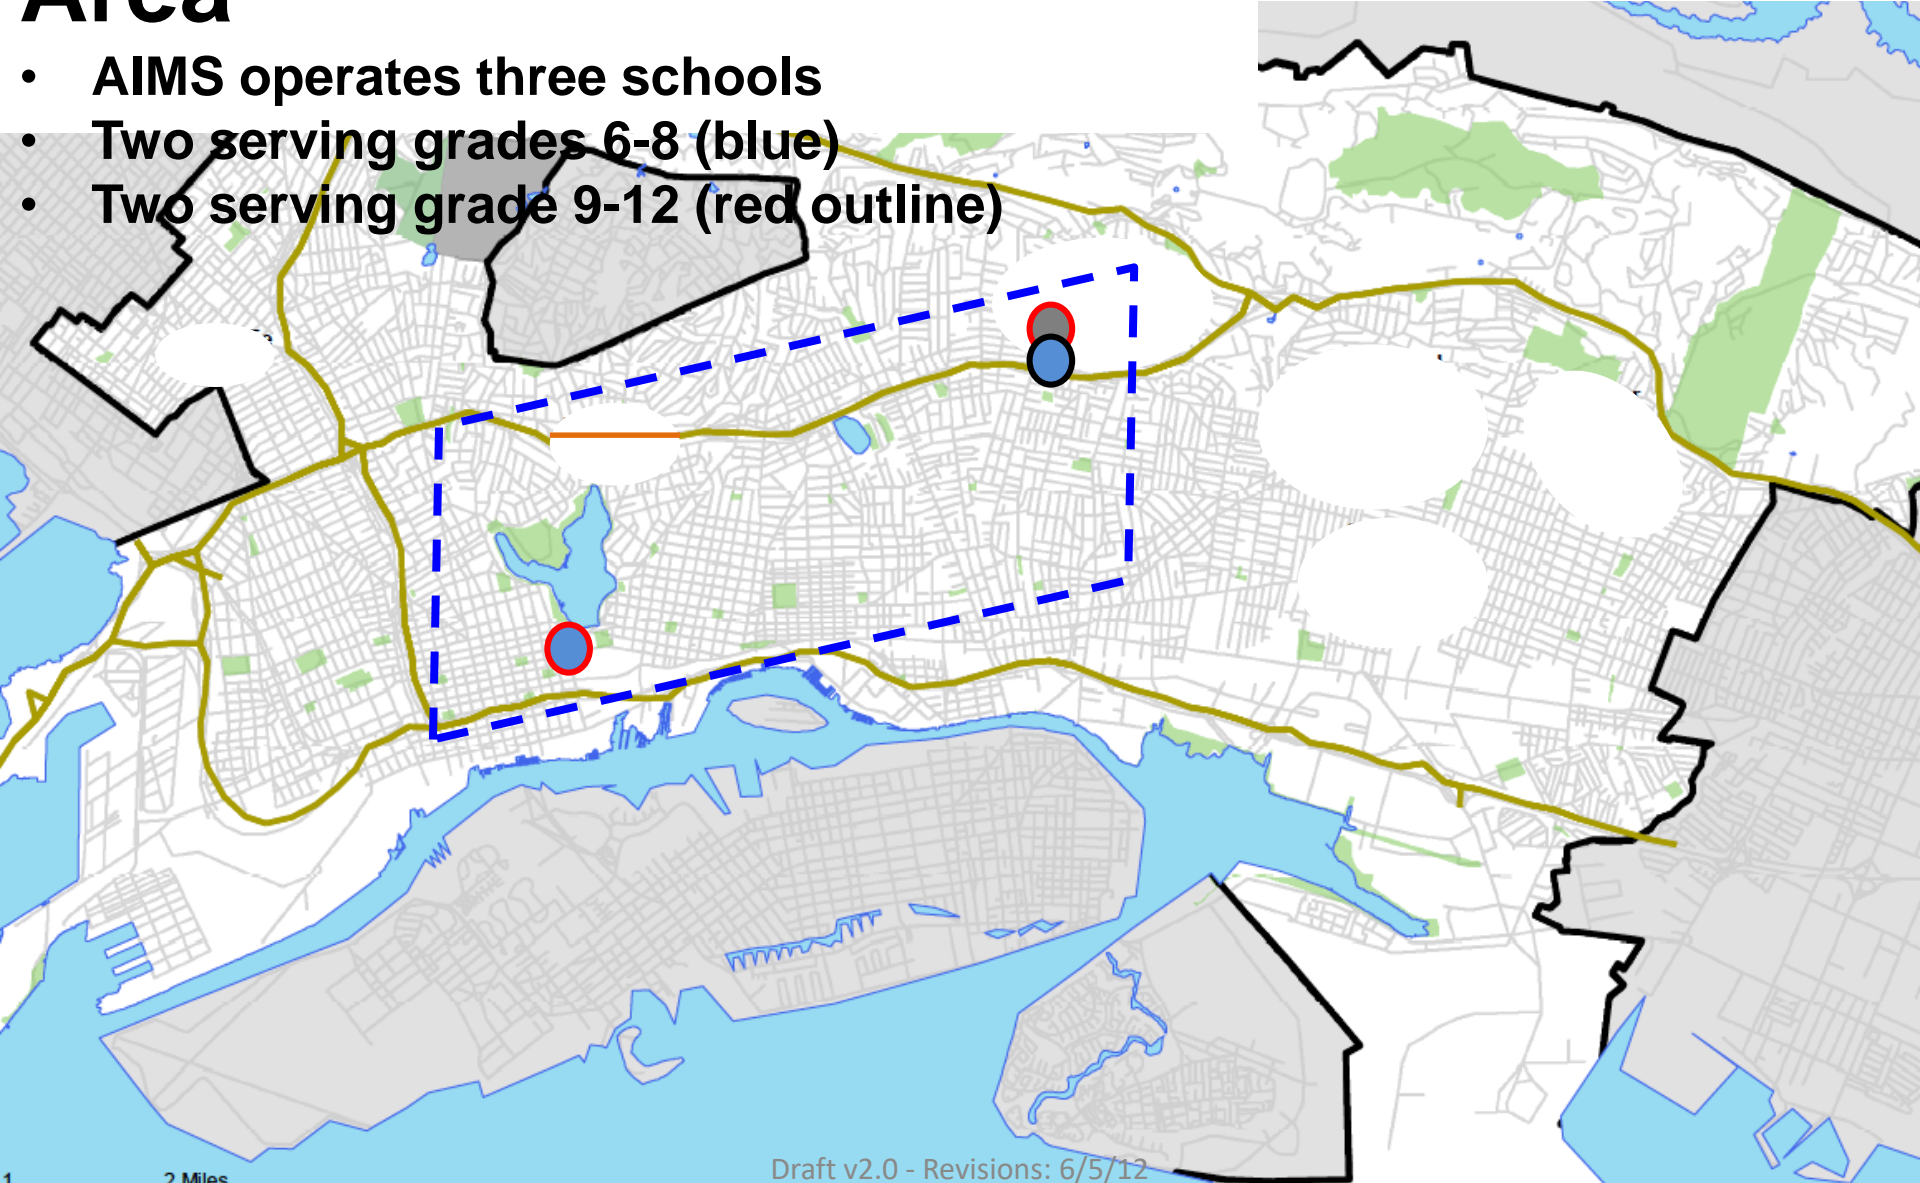 Area
• AIMS operates three schools
• Two serving grades 6-8 (blue)
• Two serving grade 9-12 (red outline)
1 2 Miles
Draft v2.0 - Revisions: 6/5/12